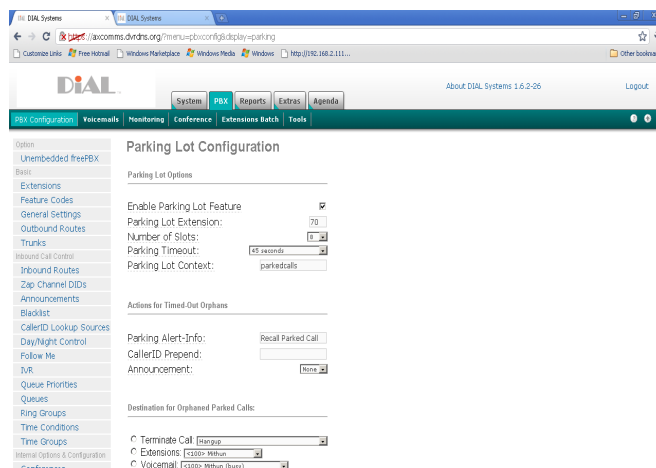 DIAL Systems
DIAL Systems
https://axcomms.dvrdns.org/?menu=pbxconfig&display=parking
Customize Links Free Hotmail Windows Marketplace Windows Media Windows http://192.168.2.111... Other bookma
DiAL
About DIAL Systems 1.6.2-26 Logout
System PBX Reports Extras Agenda
PBX Configuration Voicemails Monitoring Conference Extensions Batch Tools
Option
Unembedded freePBX
Basic
Extensions
Feature Codes
General Settings
Outbound Routes
Trunks
Inbound Call Control
Inbound Routes
Zap Channel DIDs
Announcements
Blacklist
CallerID Lookup Sources
Day/Night Control
Follow Me
IVR
Queue Priorities
Queues
Ring Groups
Time Conditions
Time Groups
Internal Options & Configuration
Conferences
Parking Lot Configuration
Parking Lot Options
Enable Parking Lot Feature
Parking Lot Extension: 70
Number of Slots: 8
Parking Timeout: 45 seconds
Parking Lot Context: parkedcalls
Actions for Timed-Out Orphans
Parking Alert-Info: Recall Parked Call
CallerID Prepend:
Announcement: None
Destination for Orphaned Parked Calls:
Terminate Call: Hangup
Extensions: <100> Mithun
Voicemail: <100> Mithun (busy)